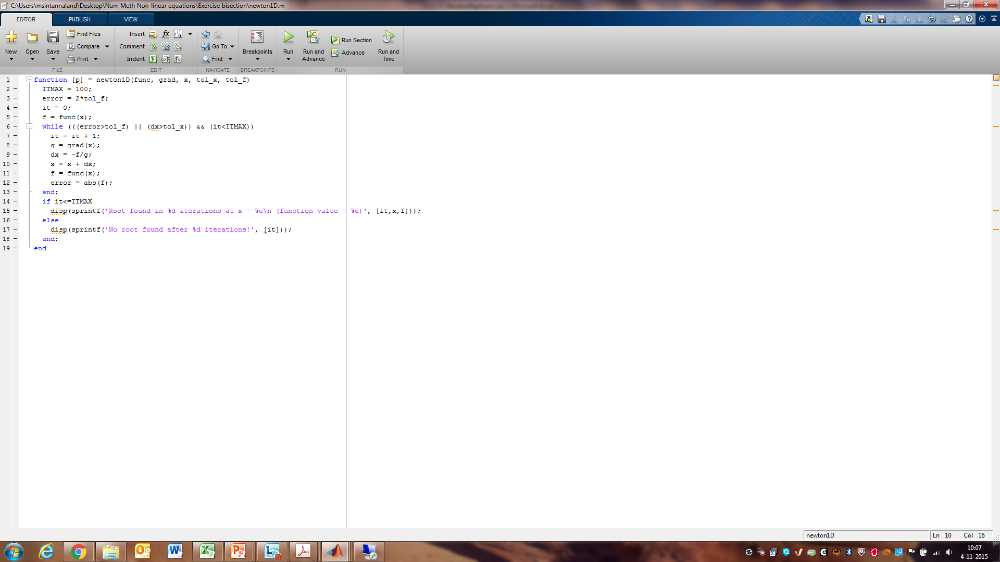 C:\Users\msintannaland\Desktop\Num Meth Non-linear equations\Exercise bisection\newton1D.m
EDITOR PUBLISH VIEW
New Open Save Find Files Compare Print
Insert Comment Indent
Go To Find
Breakpoints
Run Run and Advance Run Section Advance Run and Time
FILE EDIT NAVIGATE BREAKPOINTS RUN
1 function [p] = newton1D(func, grad, x, tol_x, tol_f)
2 – ITMAX = 100;
3 – error = 2*tol_f;
4 – it = 0;
5 – f = func(x);
6 – while (((error>tol_f) || (dx>tol_x)) && (it<ITMAX))
7 – it = it + 1;
8 – g = grad(x);
9 – dx = -f/g;
10 – x = x + dx;
11 – f = func(x);
12 – error = abs(f);
13 – end;
14 – if it<=ITMAX
15 – disp(sprintf('Root found in %d iterations at x = %e\n (function value = %e)', [it,x,f]));
16 – else
17 – disp(sprintf('No root found after %d iterations!', [it]));
18 – end;
19 – end
newton1D Ln 10 Col 16
10:07
4-11-2015